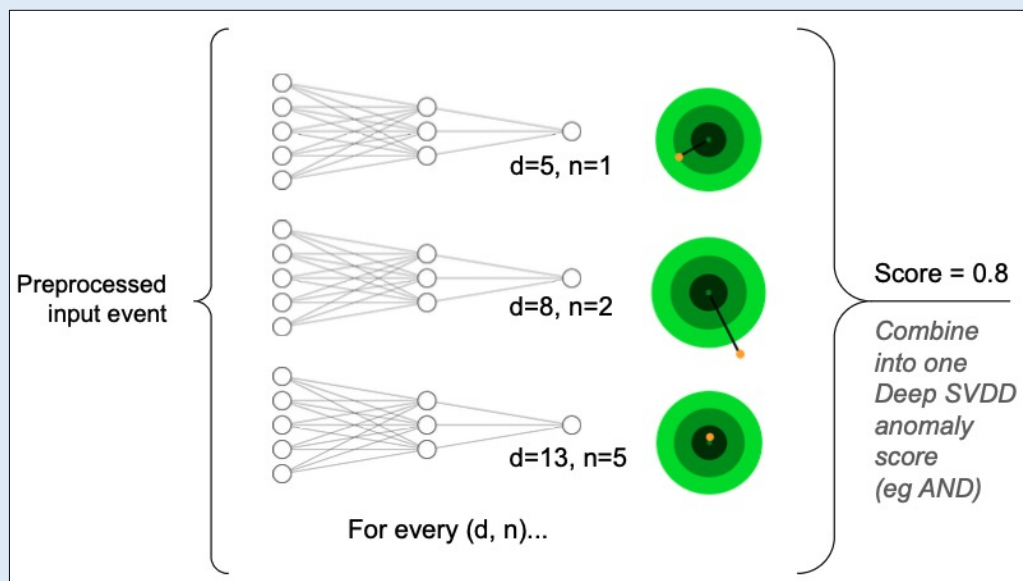 Preprocessed
input event
d=5, n=1
d=8, n=2
d=13, n=5
For every (d, n)...
Score = 0.8
Combine
into one
Deep SVDD
anomaly
score
(eg AND)